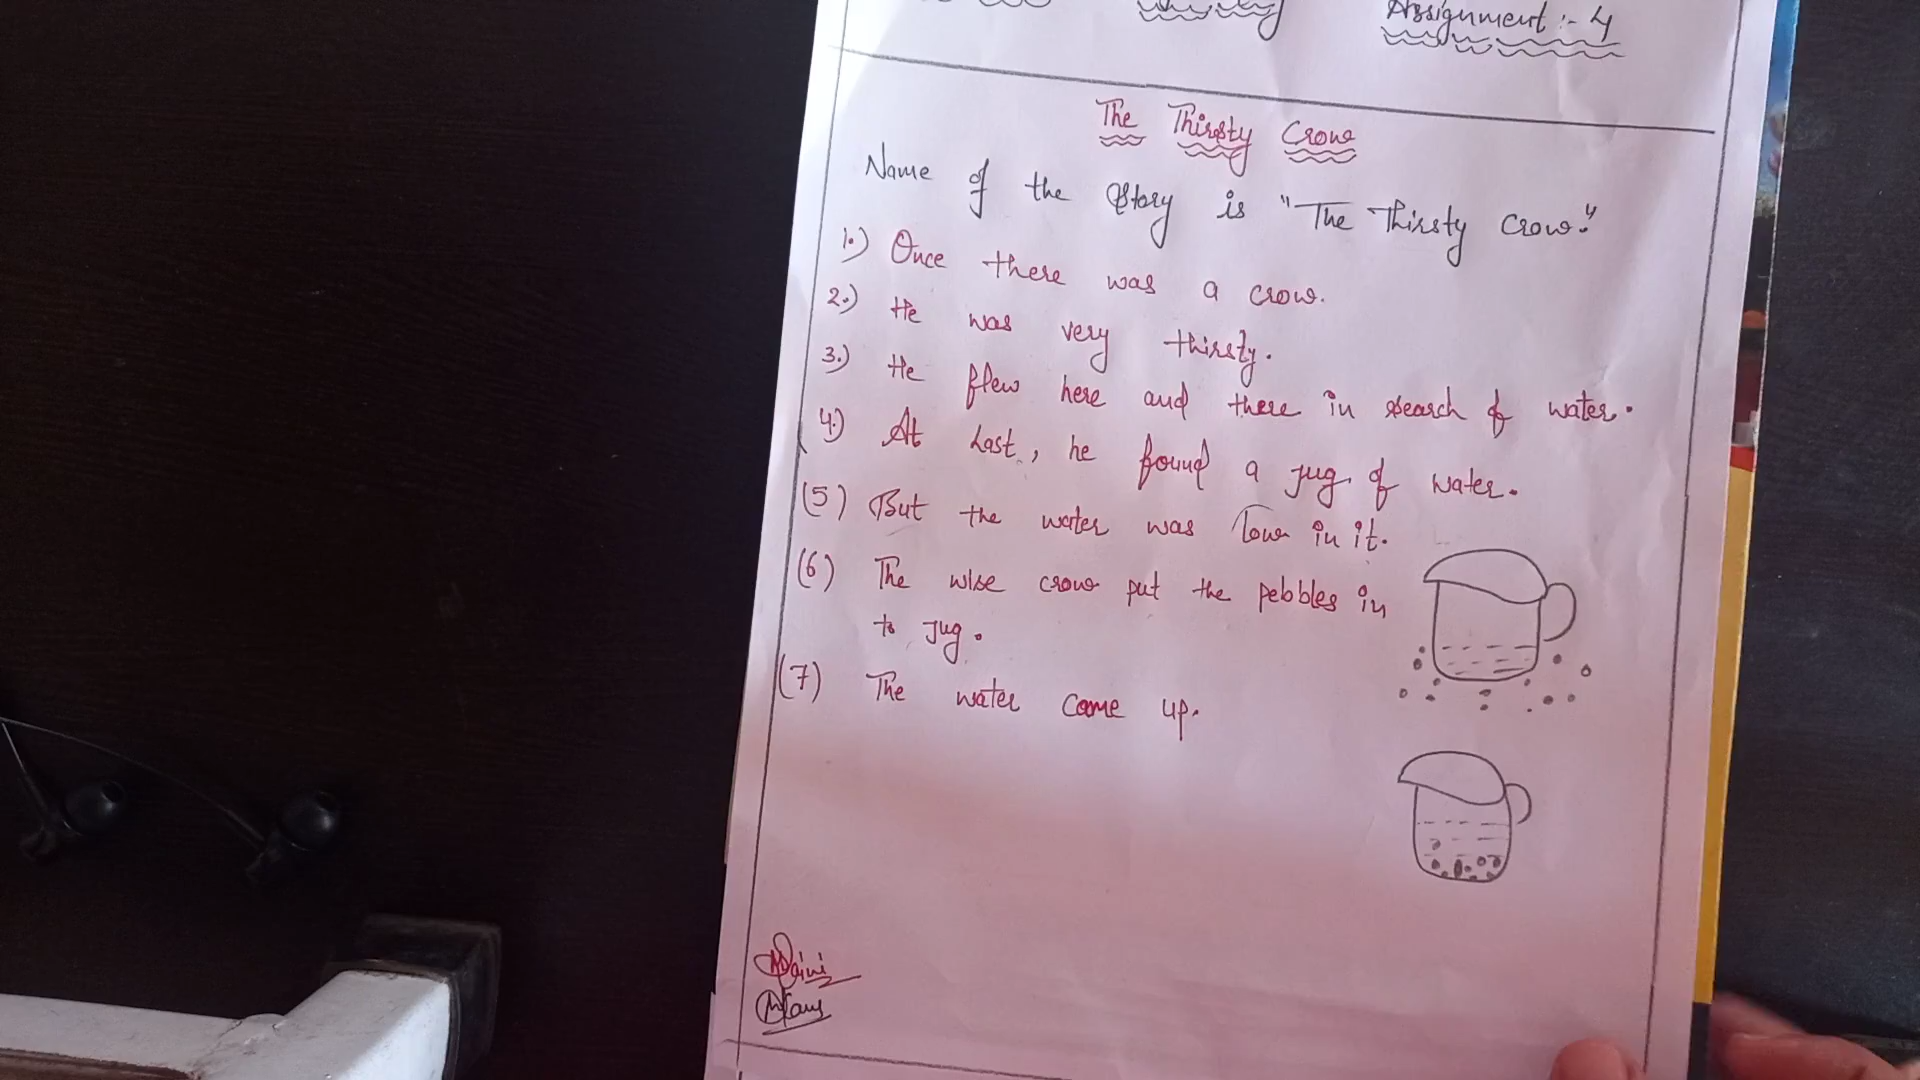 Assignment :- 4
The Thirsty Crow
Name of the Story is "The Thirsty Crow."
1.) Once there was a crow.
2.) He was very thirsty.
3.) He flew here and there in search of water.
4.) At Last, he found a jug of water.
(5) But the water was low in it.
(6) The wise crow put the pebbles in
to jug.
(7) The water came up.